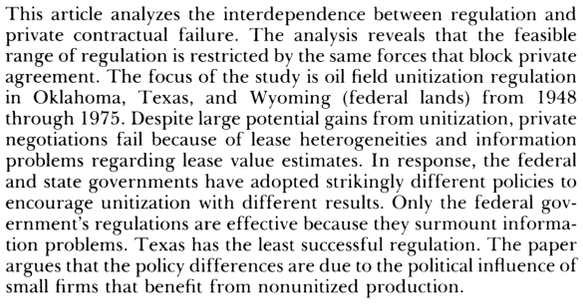 This article analyzes the interdependence between regulation and
private contractual failure. The analysis reveals that the feasible
range of regulation is restricted by the same forces that block private
agreement. The focus of the study is oil field unitization regulation
in Oklahoma, Texas, and Wyoming (federal lands) from 1948
through 1975. Despite large potential gains from unitization, private
negotiations fail because of lease heterogeneities and information
problems regarding lease value estimates. In response, the federal
and state governments have adopted strikingly different policies to
encourage unitization with different results. Only the federal gov-
ernment's regulations are effective because they surmount informa-
tion problems. Texas has the least successful regulation. The paper
argues that the policy differences are due to the political influence of
small firms that benefit from nonunitized production.